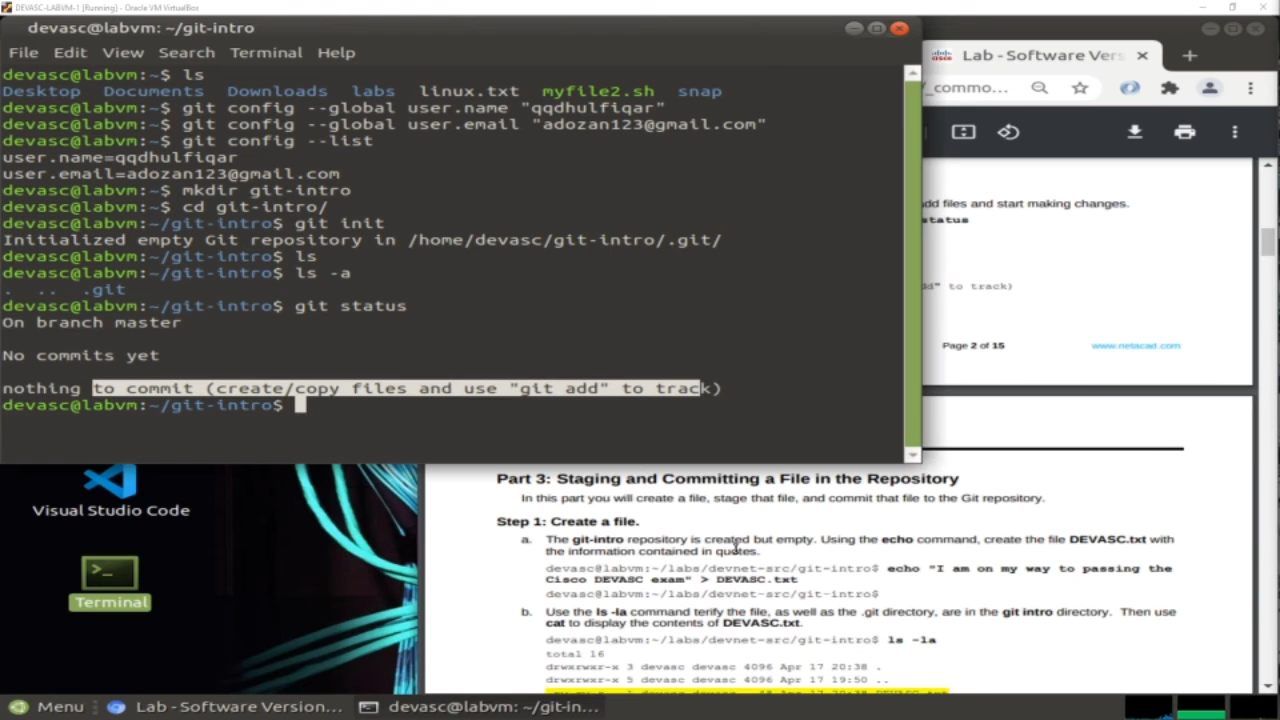 DEVASC-LABVM-1 [Running] - Oracle VM VirtualBox
devasc@labvm: ~/git-intro
File Edit View Search Terminal Help
devasc@labvm:~$ ls
Desktop Documents Downloads labs linux.txt myfile2.sh snap
devasc@labvm:~$ git config --global user.name "qqdhulfiqar"
devasc@labvm:~$ git config --global user.email "adozan123@gmail.com"
devasc@labvm:~$ git config --list
user.name=qqdhulfiqar
user.email=adozan123@gmail.com
devasc@labvm:~$ mkdir git-intro
devasc@labvm:~$ cd git-intro/
devasc@labvm:~/git-intro$ git init
Initialized empty Git repository in /home/devasc/git-intro/.git/
devasc@labvm:~/git-intro$ ls
devasc@labvm:~/git-intro$ ls -a
. .. .git
devasc@labvm:~/git-intro$ git status
On branch master
No commits yet
nothing to commit (create/copy files and use "git add" to track)
devasc@labvm:~/git-intro$
cisco
Lab - Software Vers
_commo...
add files and start making changes.
status
dd" to track)
Page 2 of 15
www.netacad.com
Visual Studio Code
Terminal
Part 3: Staging and Committing a File in the Repository
In this part you will create a file, stage that file, and commit that file to the Git repository.
Step 1: Create a file.
a. The git-intro repository is created but empty. Using the echo command, create the file DEVASC.txt with
the information contained in quotes.
devasc@labvm:~/labs/devnet-src/git-intro$ echo "I am on my way to passing the
Cisco DEVASC exam" > DEVASC.txt
devasc@labvm:~/labs/devnet-src/git-intro$
b. Use the ls -la command terify the file, as well as the .git directory, are in the git intro directory. Then use
cat to display the contents of DEVASC.txt.
devasc@labvm:~/labs/devnet-src/git-intro$ ls -la
total 16
drwxrwxr-x 3 devasc devasc 4096 Apr 17 20:38 .
drwxrwxr-x 5 devasc devasc 4096 Apr 17 19:50 ..
Menu
Lab - Software Version...
devasc@labvm: ~/git-in...